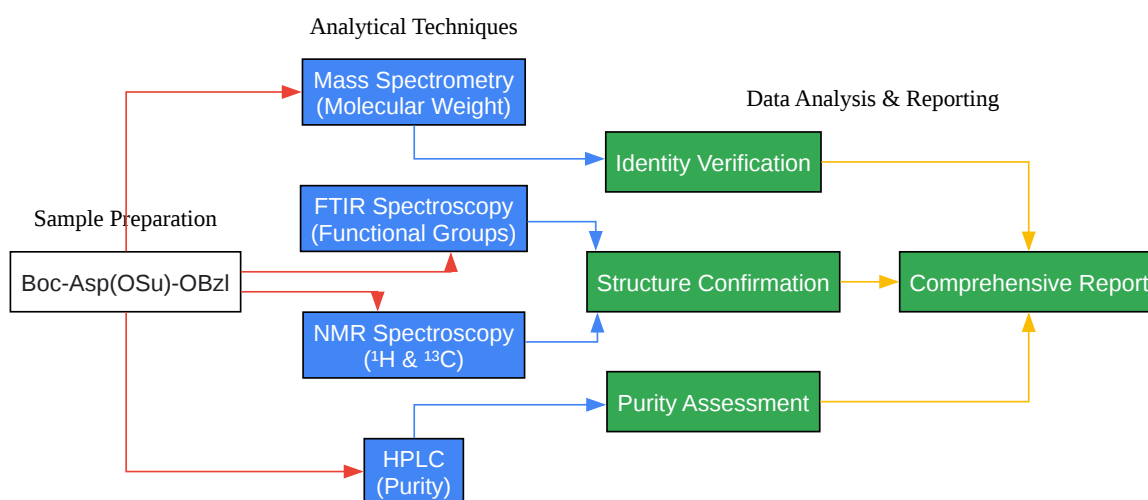 Analytical Techniques
Mass Spectrometry
(Molecular Weight)
Data Analysis & Reporting
Identity Verification
Sample Preparation
FTIR Spectroscopy
(Functional Groups)
Boc-Asp(OSu)-OBzl
Structure Confirmation
Comprehensive Report
NMR Spectroscopy
(¹H & ¹³C)
Purity Assessment
HPLC
(Purity)